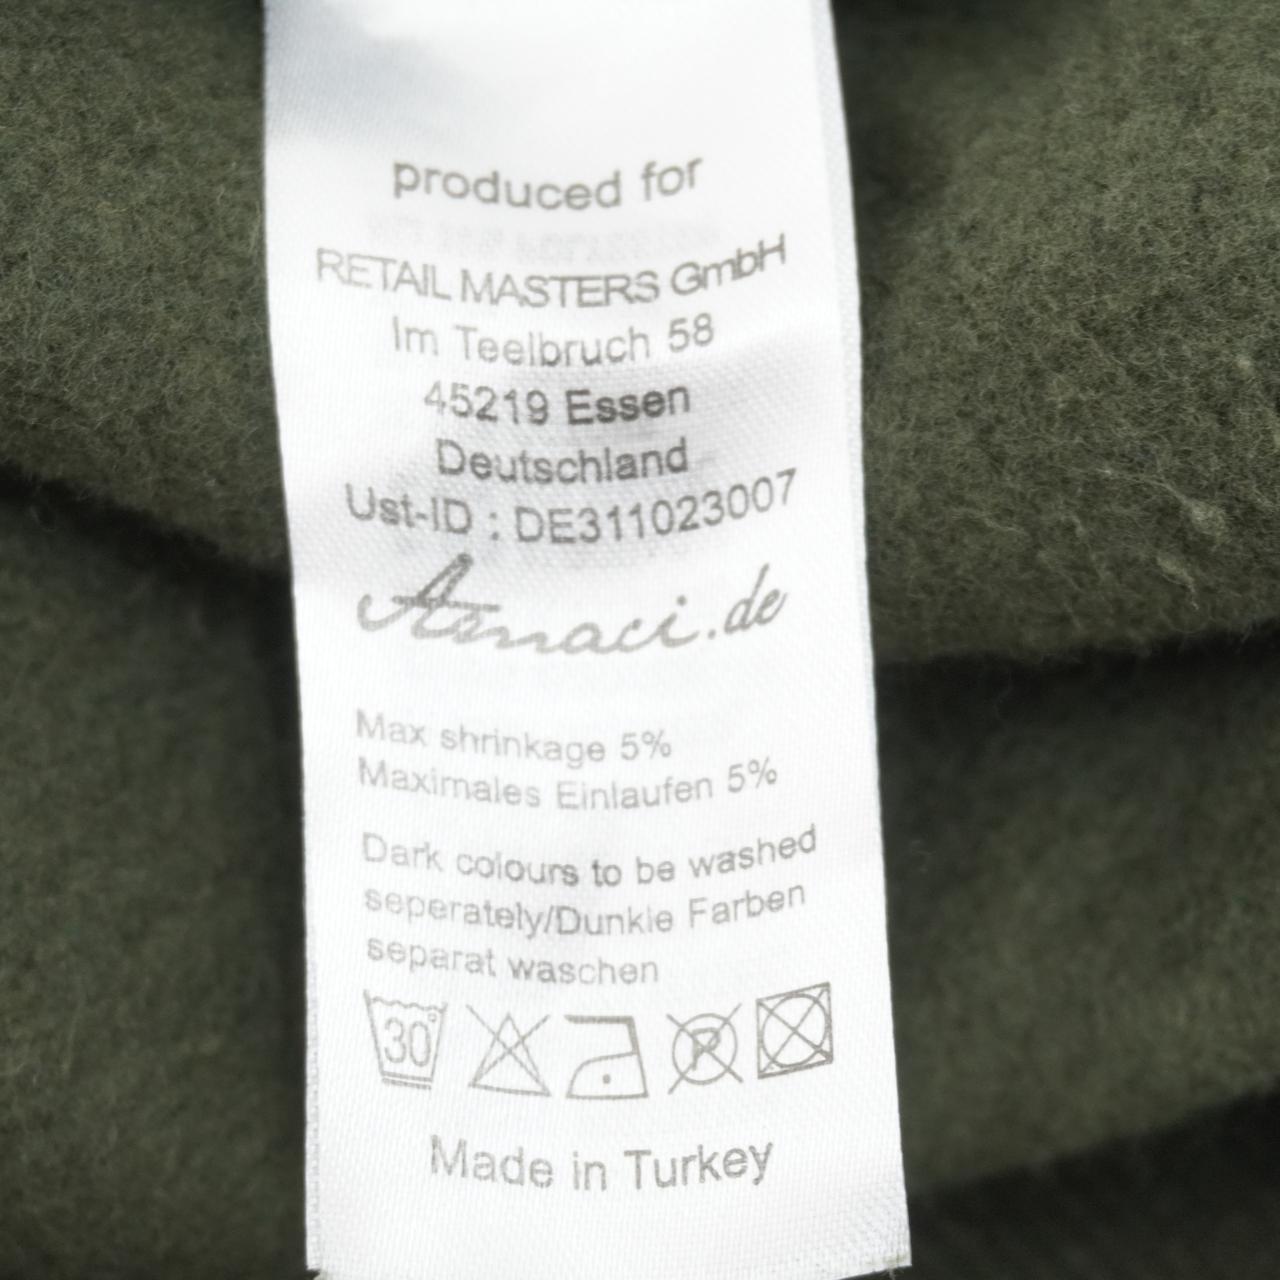 produced for
RETAIL MASTERS GmbH
Im Teelbruch 58
45219 Essen
Deutschland
Ust-ID : DE311023007
Azmaci.de
Max shrinkage 5%
Maximales Einlaufen 5%
Dark colours to be washed
seperately/Dunkle Farben
separat waschen
30°
P
Made in Turkey